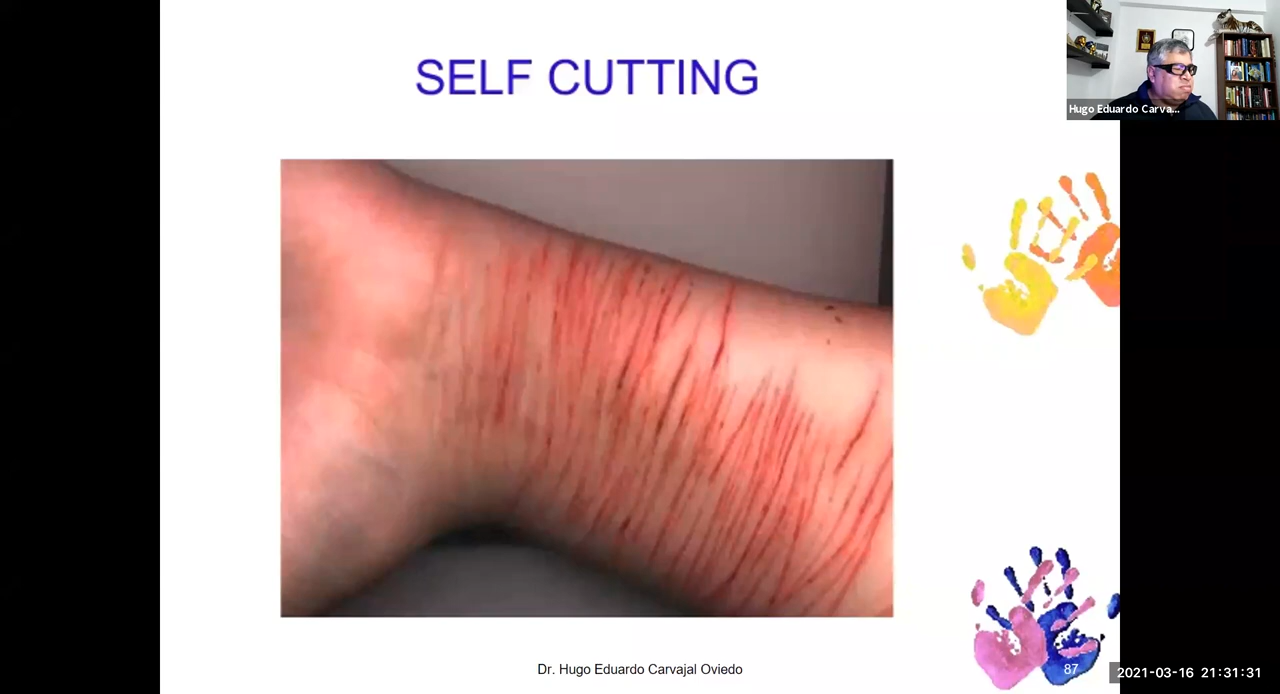 SELF CUTTING
Hugo Eduardo Carva...
Dr. Hugo Eduardo Carvajal Oviedo
87
2021-03-16 21:31:31